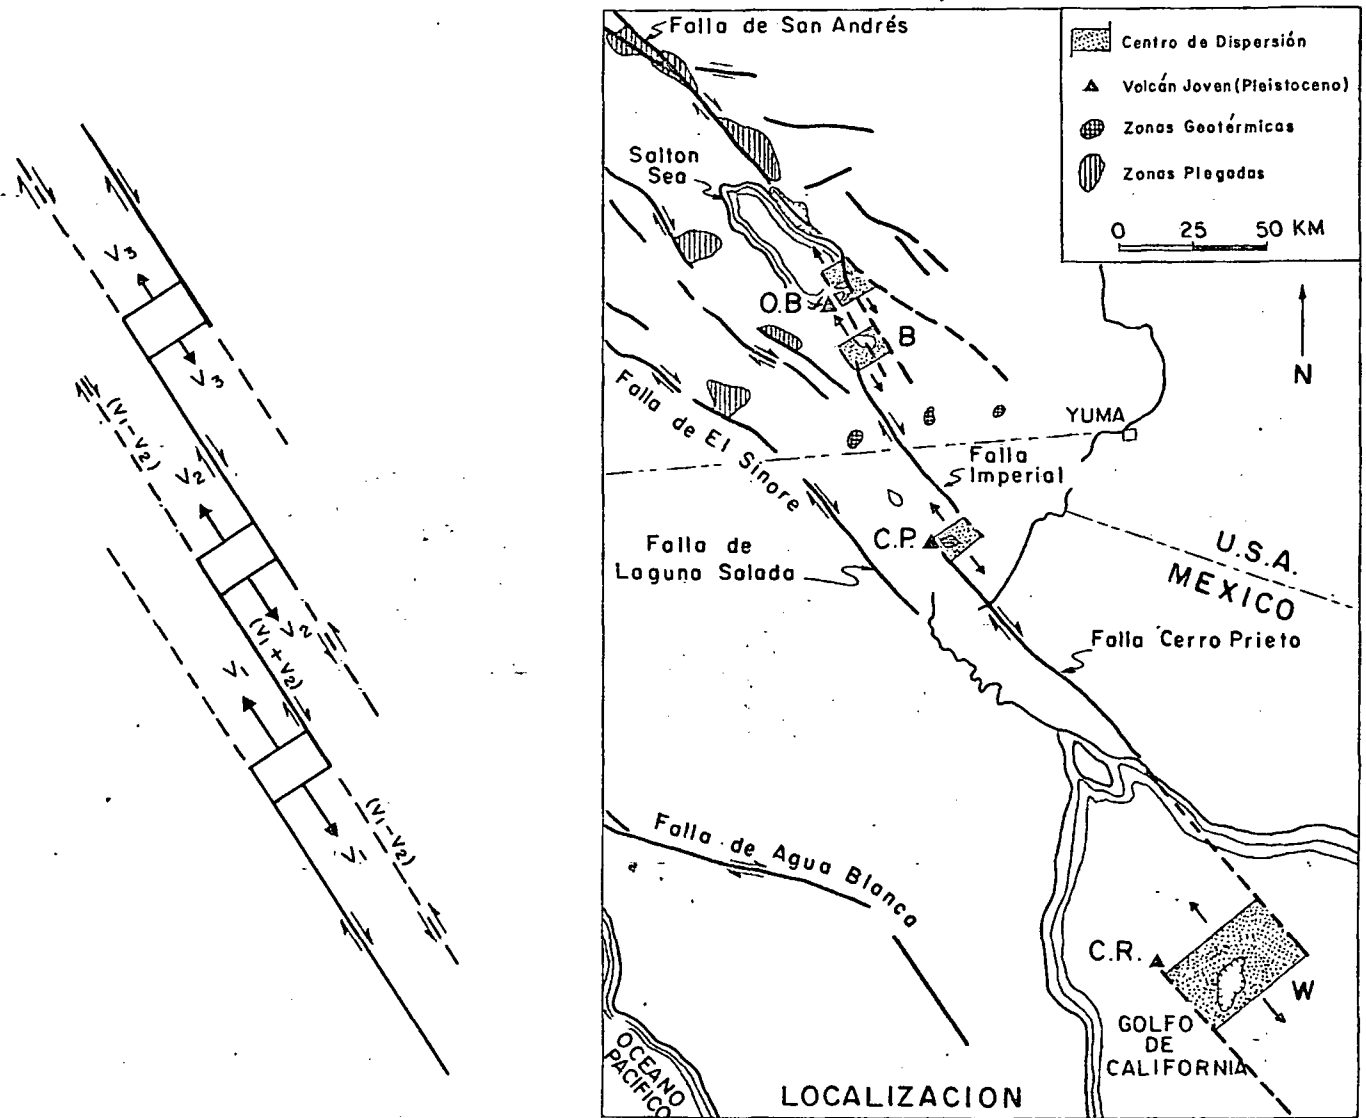 V3
V3
(V1-V2)
V2
V2
(V1+V2)
V1
V1
(V1-V2)
Falla de San Andrés
Centro de Dispersión
Volcán Joven (Pleistoceno)
Zonas Geotérmicas
Zonas Plegadas
0 25 50 KM
Salton
Sea
O.B
B
N
YUMA
Falla de El Sinore
Falla
Imperial
C.P.
Falla de
Laguna Salada
U.S.A.
MEXICO
Falla Cerro Prieto
Falla de Agua Blanca
C.R.
W
GOLFO
DE
CALIFORNIA
OCEANO
PACIFICO
LOCALIZACION